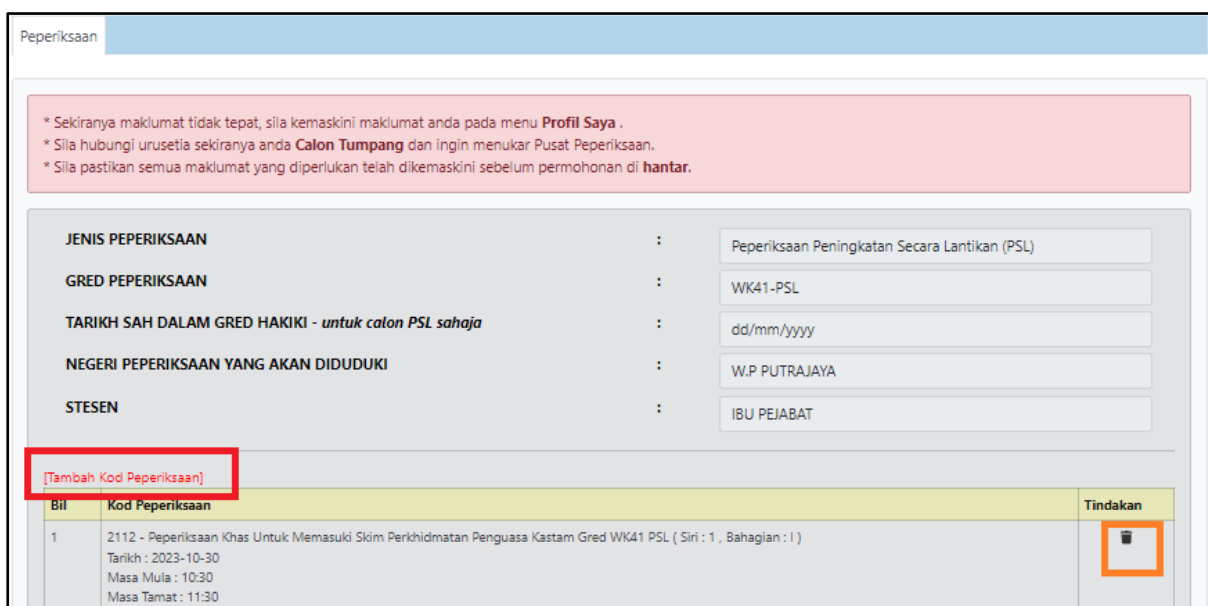 Peperiksaan
* Sekiranya maklumat tidak tepat, sila kemaskini maklumat anda pada menu Profil Saya .
* Sila hubungi urusetia sekiranya anda Calon Tumpang dan ingin menukar Pusat Peperiksaan.
* Sila pastikan semua maklumat yang diperlukan telah dikemaskini sebelum permohonan di hantar.
JENIS PEPERIKSAAN : Peperiksaan Peningkatan Secara Lantikan (PSL)
GRED PEPERIKSAAN : WK41-PSL
TARIKH SAH DALAM GRED HAKIKI - untuk calon PSL sahaja : dd/mm/yyyy
NEGERI PEPERIKSAAN YANG AKAN DIDUDUKI : W.P PUTRAJAYA
STESEN : IBU PEJABAT
[Tambah Kod Peperiksaan]
Bil Kod Peperiksaan Tindakan
1 2112 - Peperiksaan Khas Untuk Memasuki Skim Perkhidmatan Penguasa Kastam Gred WK41 PSL ( Siri : 1 , Bahagian : I )
Tarikh : 2023-10-30
Masa Mula : 10:30
Masa Tamat : 11:30